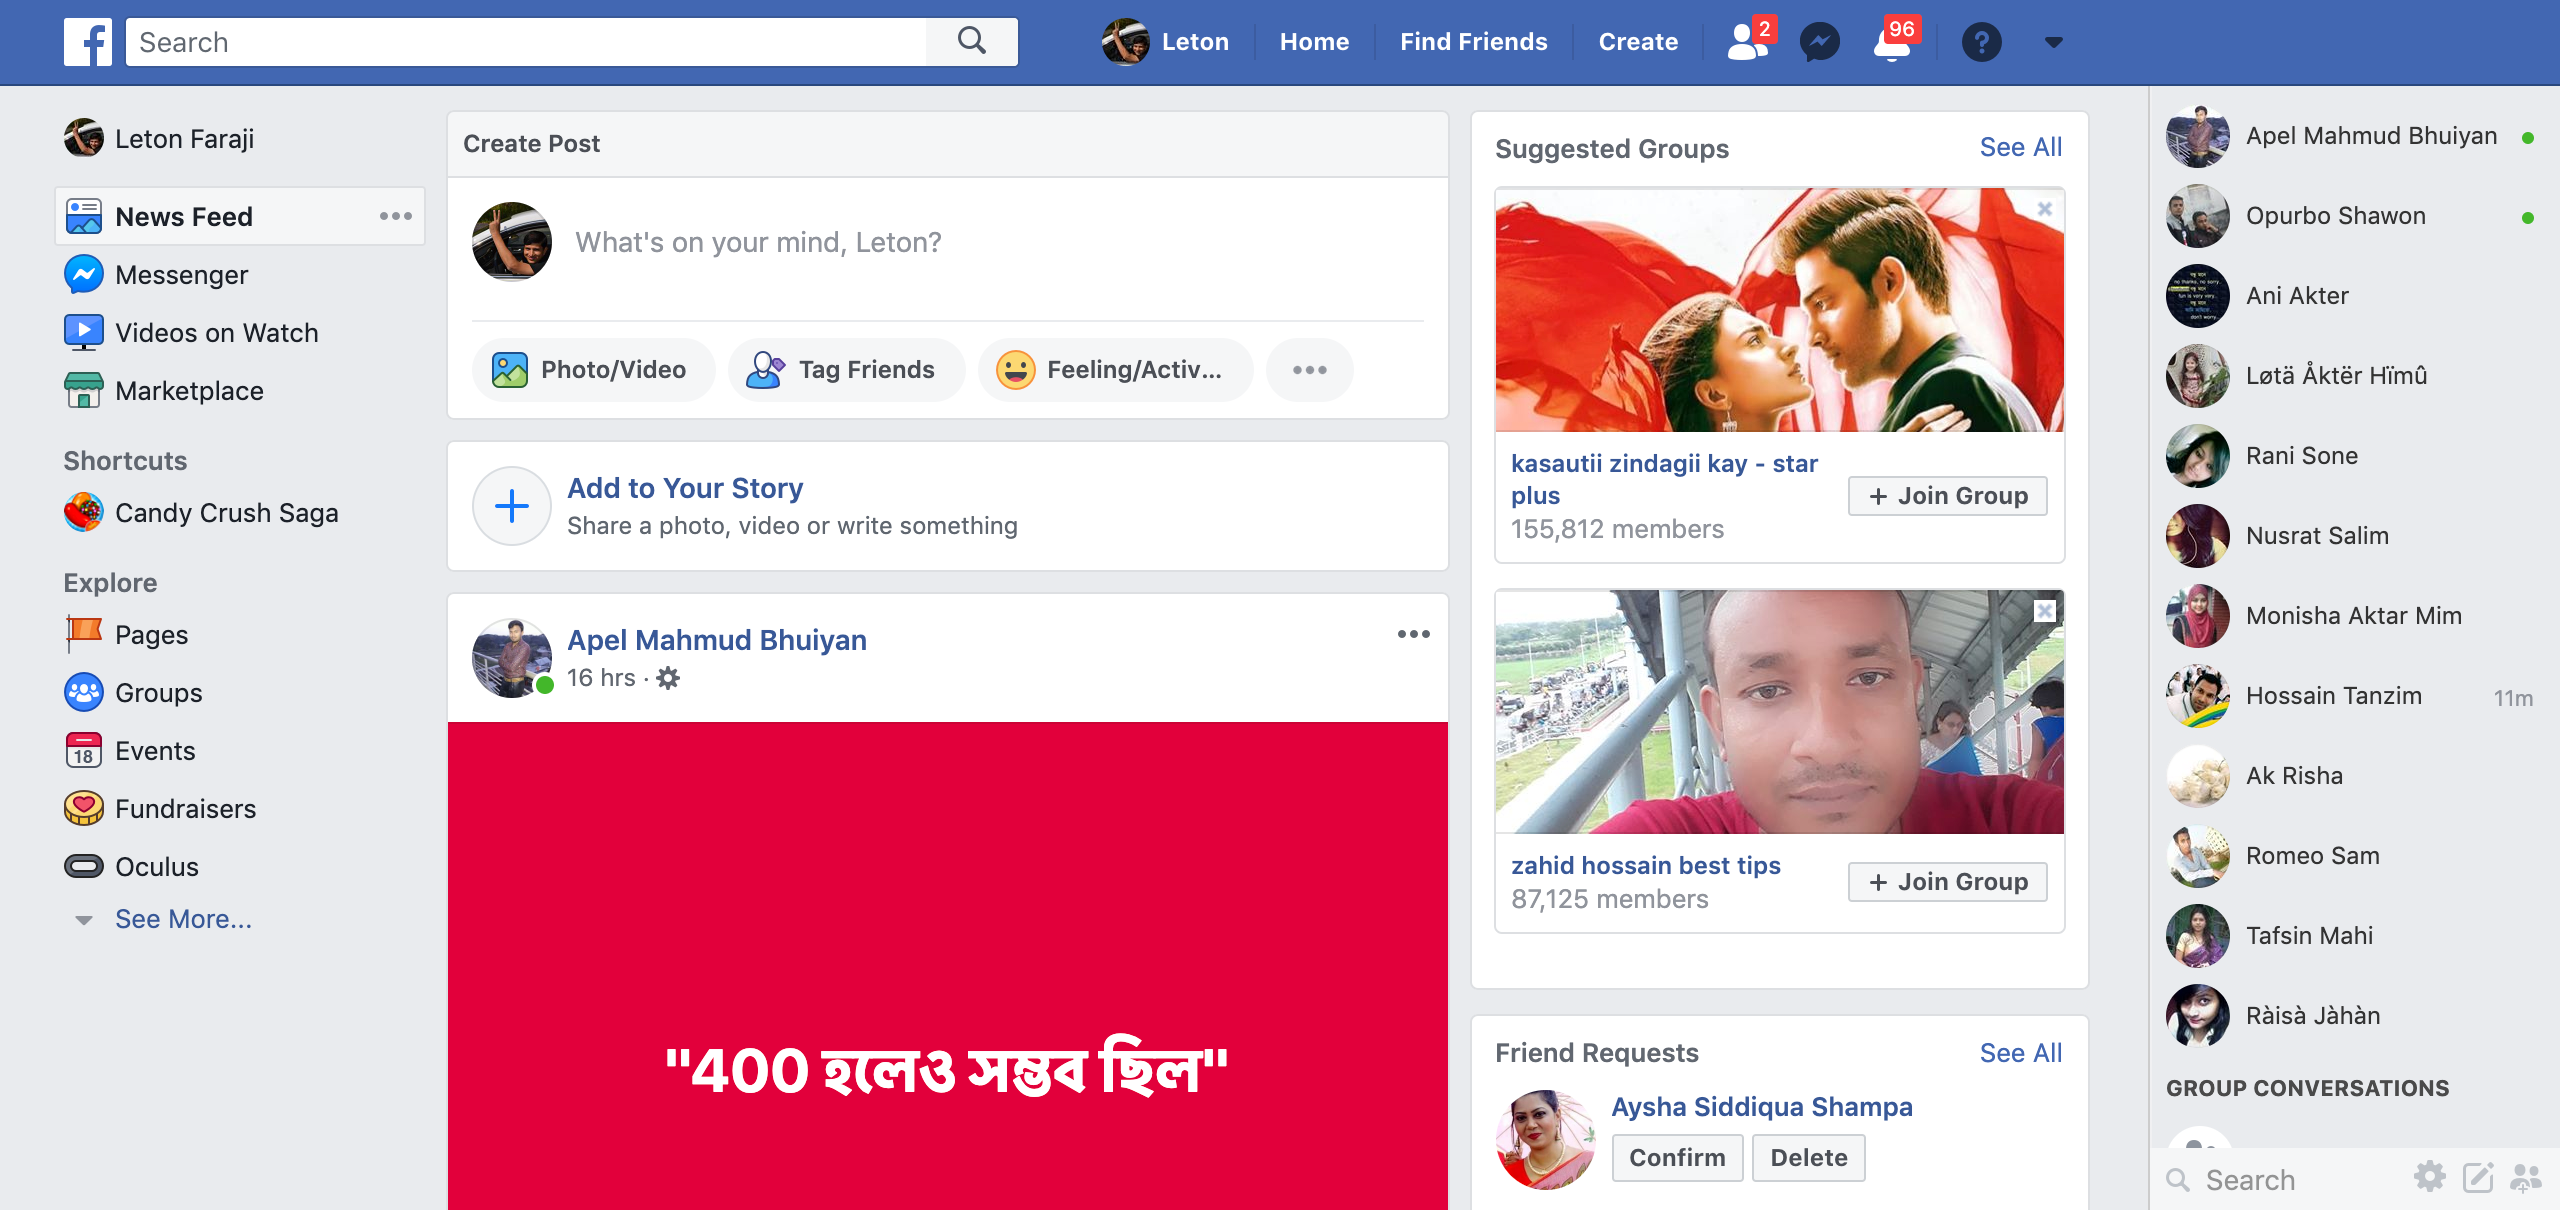 Search
Leton
Home
Find Friends
Create
2
96
Leton Faraji
News Feed
Messenger
Videos on Watch
Marketplace
Shortcuts
Candy Crush Saga
Explore
Pages
Groups
18
Events
Fundraisers
Oculus
See More...
Create Post
What's on your mind, Leton?
Photo/Video
Tag Friends
Feeling/Activ...
Add to Your Story
Share a photo, video or write something
Apel Mahmud Bhuiyan
16 hrs ·
"400 হলেও সম্ভব ছিল"
Suggested Groups
See All
kasautii zindagii kay - star
plus
155,812 members
+ Join Group
zahid hossain best tips
87,125 members
+ Join Group
Friend Requests
See All
Aysha Siddiqua Shampa
Confirm
Delete
Apel Mahmud Bhuiyan
Opurbo Shawon
Ani Akter
Løtä Åktër Hïmû
Rani Sone
Nusrat Salim
Monisha Aktar Mim
Hossain Tanzim
11m
Ak Risha
Romeo Sam
Tafsin Mahi
Ràisà Jàhàn
GROUP CONVERSATIONS
Search